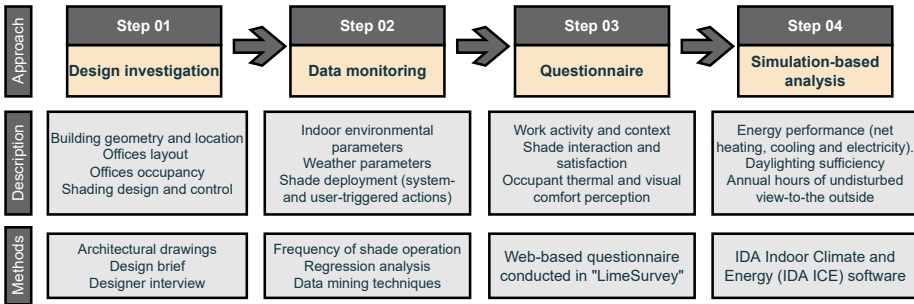 Approach
Step 01
Design investigation
Step 02
Data monitoring
Step 03
Questionnaire
Step 04
Simulation-based
analysis
Description
Building geometry and location
Offices layout
Offices occupancy
Shading design and control
Indoor environmental
parameters
Weather parameters
Shade deployment (system-
and user-triggered actions)
Work activity and context
Shade interaction and
satisfaction
Occupant thermal and visual
comfort perception
Energy performance (net
heating, cooling and electricity).
Daylighting sufficiency
Annual hours of undisturbed
view-to-the outside
Methods
Architectural drawings
Design brief
Designer interview
Frequency of shade operation
Regression analysis
Data mining techniques
Web-based questionnaire
conducted in "LimeSurvey"
IDA Indoor Climate and
Energy (IDA ICE) software